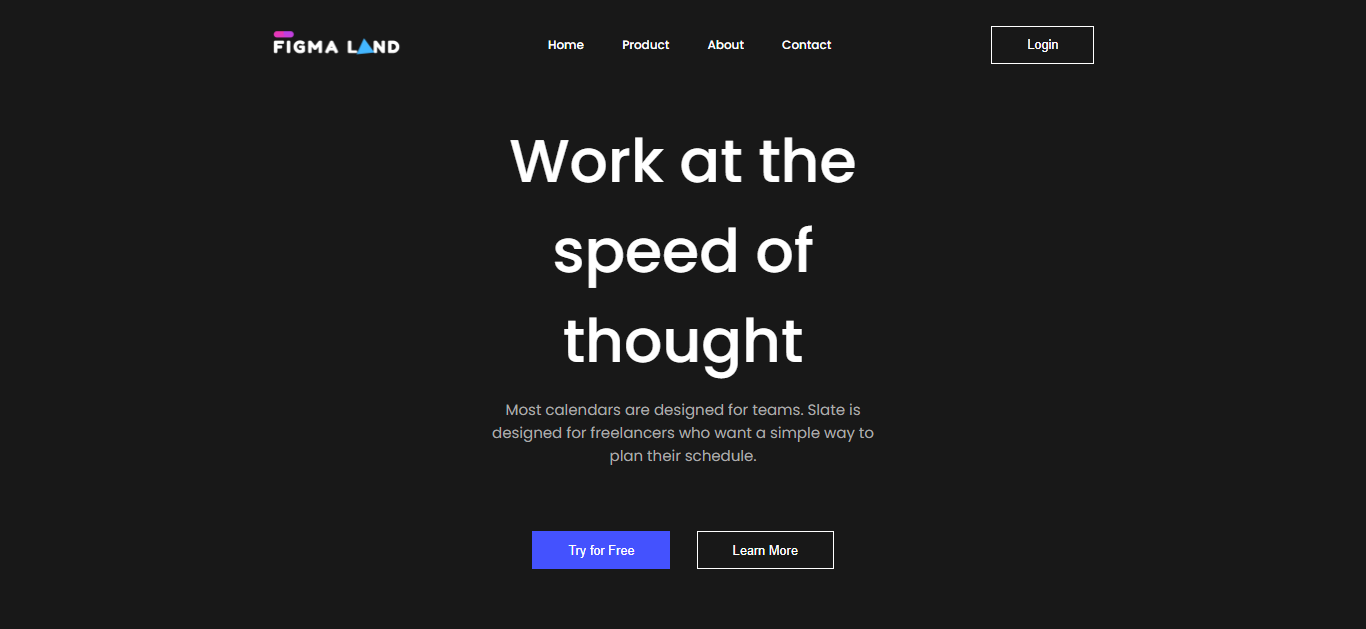 FIGMA LAND
Home Product About Contact
Login
Work at the
speed of
thought
Most calendars are designed for teams. Slate is
designed for freelancers who want a simple way to
plan their schedule.
Try for Free
Learn More